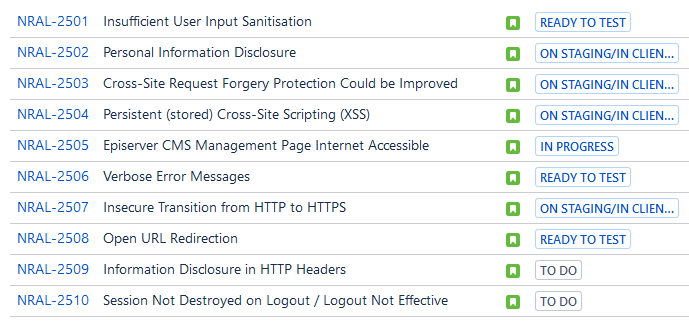 NRAL-2501 Insufficient User Input Sanitisation READY TO TEST
NRAL-2502 Personal Information Disclosure ON STAGING/IN CLIEN...
NRAL-2503 Cross-Site Request Forgery Protection Could be Improved ON STAGING/IN CLIEN...
NRAL-2504 Persistent (stored) Cross-Site Scripting (XSS) ON STAGING/IN CLIEN...
NRAL-2505 Episerver CMS Management Page Internet Accessible IN PROGRESS
NRAL-2506 Verbose Error Messages READY TO TEST
NRAL-2507 Insecure Transition from HTTP to HTTPS ON STAGING/IN CLIEN...
NRAL-2508 Open URL Redirection READY TO TEST
NRAL-2509 Information Disclosure in HTTP Headers TO DO
NRAL-2510 Session Not Destroyed on Logout / Logout Not Effective TO DO